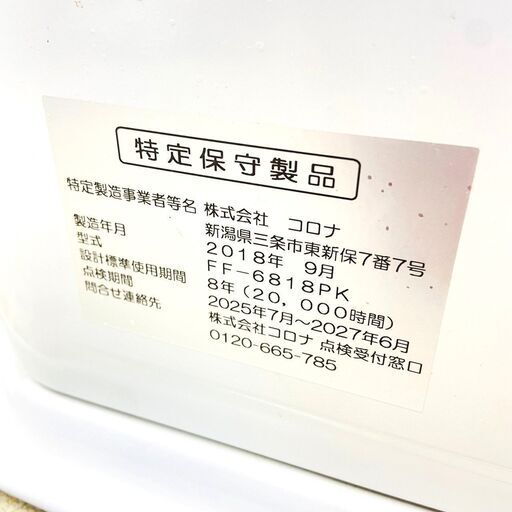 特定保守製品
特定製造事業者等名 株式会社 コロナ
新潟県三条市東新保7番7号
製造年月 2018年 9月
型式 FF-6818PK
設計標準使用期間 8年(20,000時間)
点検期間 2025年7月~2027年6月
問合せ連絡先 株式会社コロナ 点検受付窓口
0120-665-785